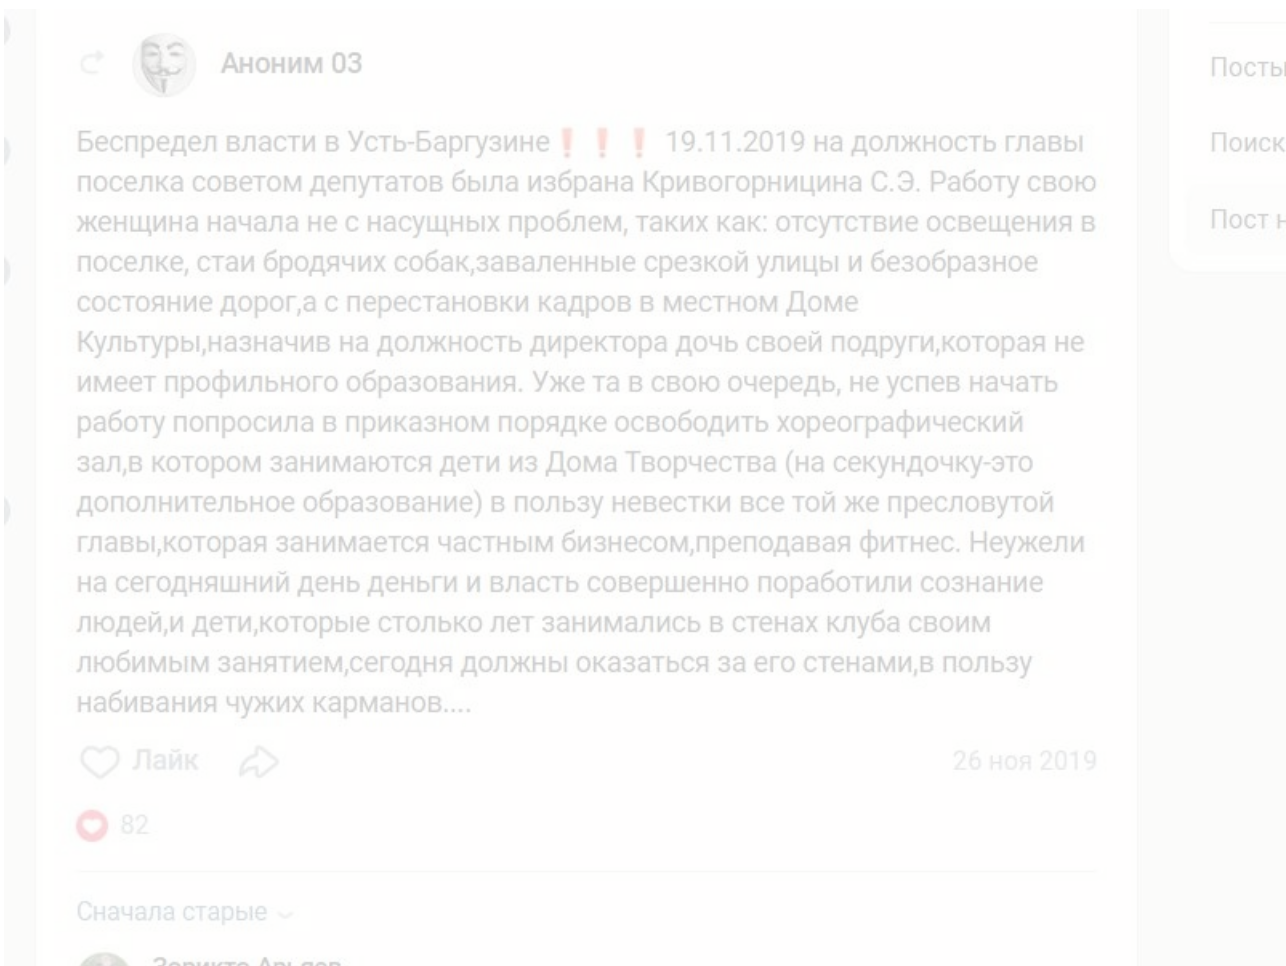 Аноним 03
Посты
Беспредел власти в Усть-Баргузине❗❗❗ 19.11.2019 на должность главы
поселка советом депутатов была избрана Кривогорницина С.Э. Работу свою
Поиск
женщина начала не с насущных проблем, таких как: отсутствие освещения в
Пост н
поселке, стаи бродячих собак,заваленные срезкой улицы и безобразное
состояние дорог,а с перестановки кадров в местном Доме
Культуры,назначив на должность директора дочь своей подруги,которая не
имеет профильного образования. Уже та в свою очередь, не успев начать
работу попросила в приказном порядке освободить хореографический
зал,в котором занимаются дети из Дома Творчества (на секундочку-это
дополнительное образование) в пользу невестки все той же пресловутой
главы,которая занимается частным бизнесом,преподавая фитнес. Неужели
на сегодняшний день деньги и власть совершенно поработили сознание
людей,и дети,которые столько лет занимались в стенах клуба своим
любимым занятием,сегодня должны оказаться за его стенами,в пользу
набивания чужих карманов....
Лайк
26 ноя 2019
82
Сначала старые